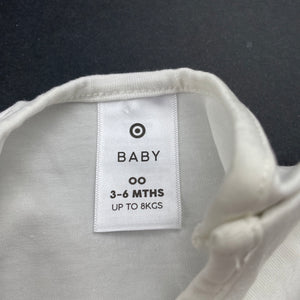 BABY
00
3-6 MTHS
UP TO 8KGS